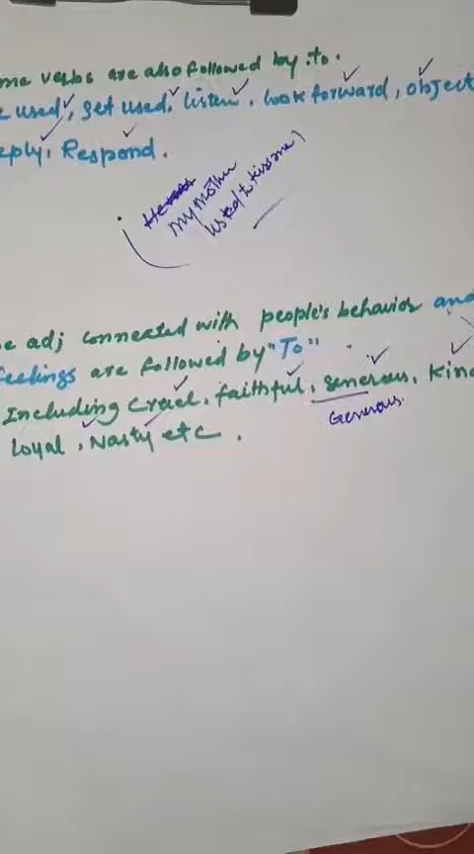 me verbs are also followed by to.
e used, get used, listen, look forward, object
eply, Respond.
My mother
used to kiss me
e adj connected with people's behavior and
feelings are followed by "To"
Including Cruel, faithful, generous, Kind
Generous.
Loyal, Nasty etc.